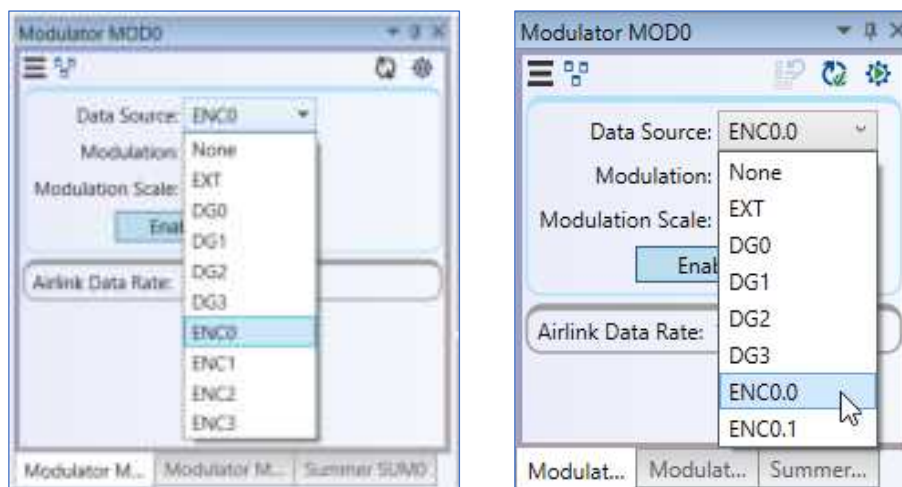 Modulator MOD0
Data Source: ENC0
Modulation:
None
EXT
Modulation Scale:
DG0
Enab
DG1
DG2
Airlink Data Rate:
DG3
ENC0
ENC1
ENC2
ENC3
Modulator M... Modulator M... Summer SUM0
Modulator MOD0
Data Source: ENC0.0
Modulation: None
EXT
Modulation Scale:
DG0
Enab
DG1
DG2
Airlink Data Rate:
DG3
ENC0.0
ENC0.1
Modulat... Modulat... Summer...